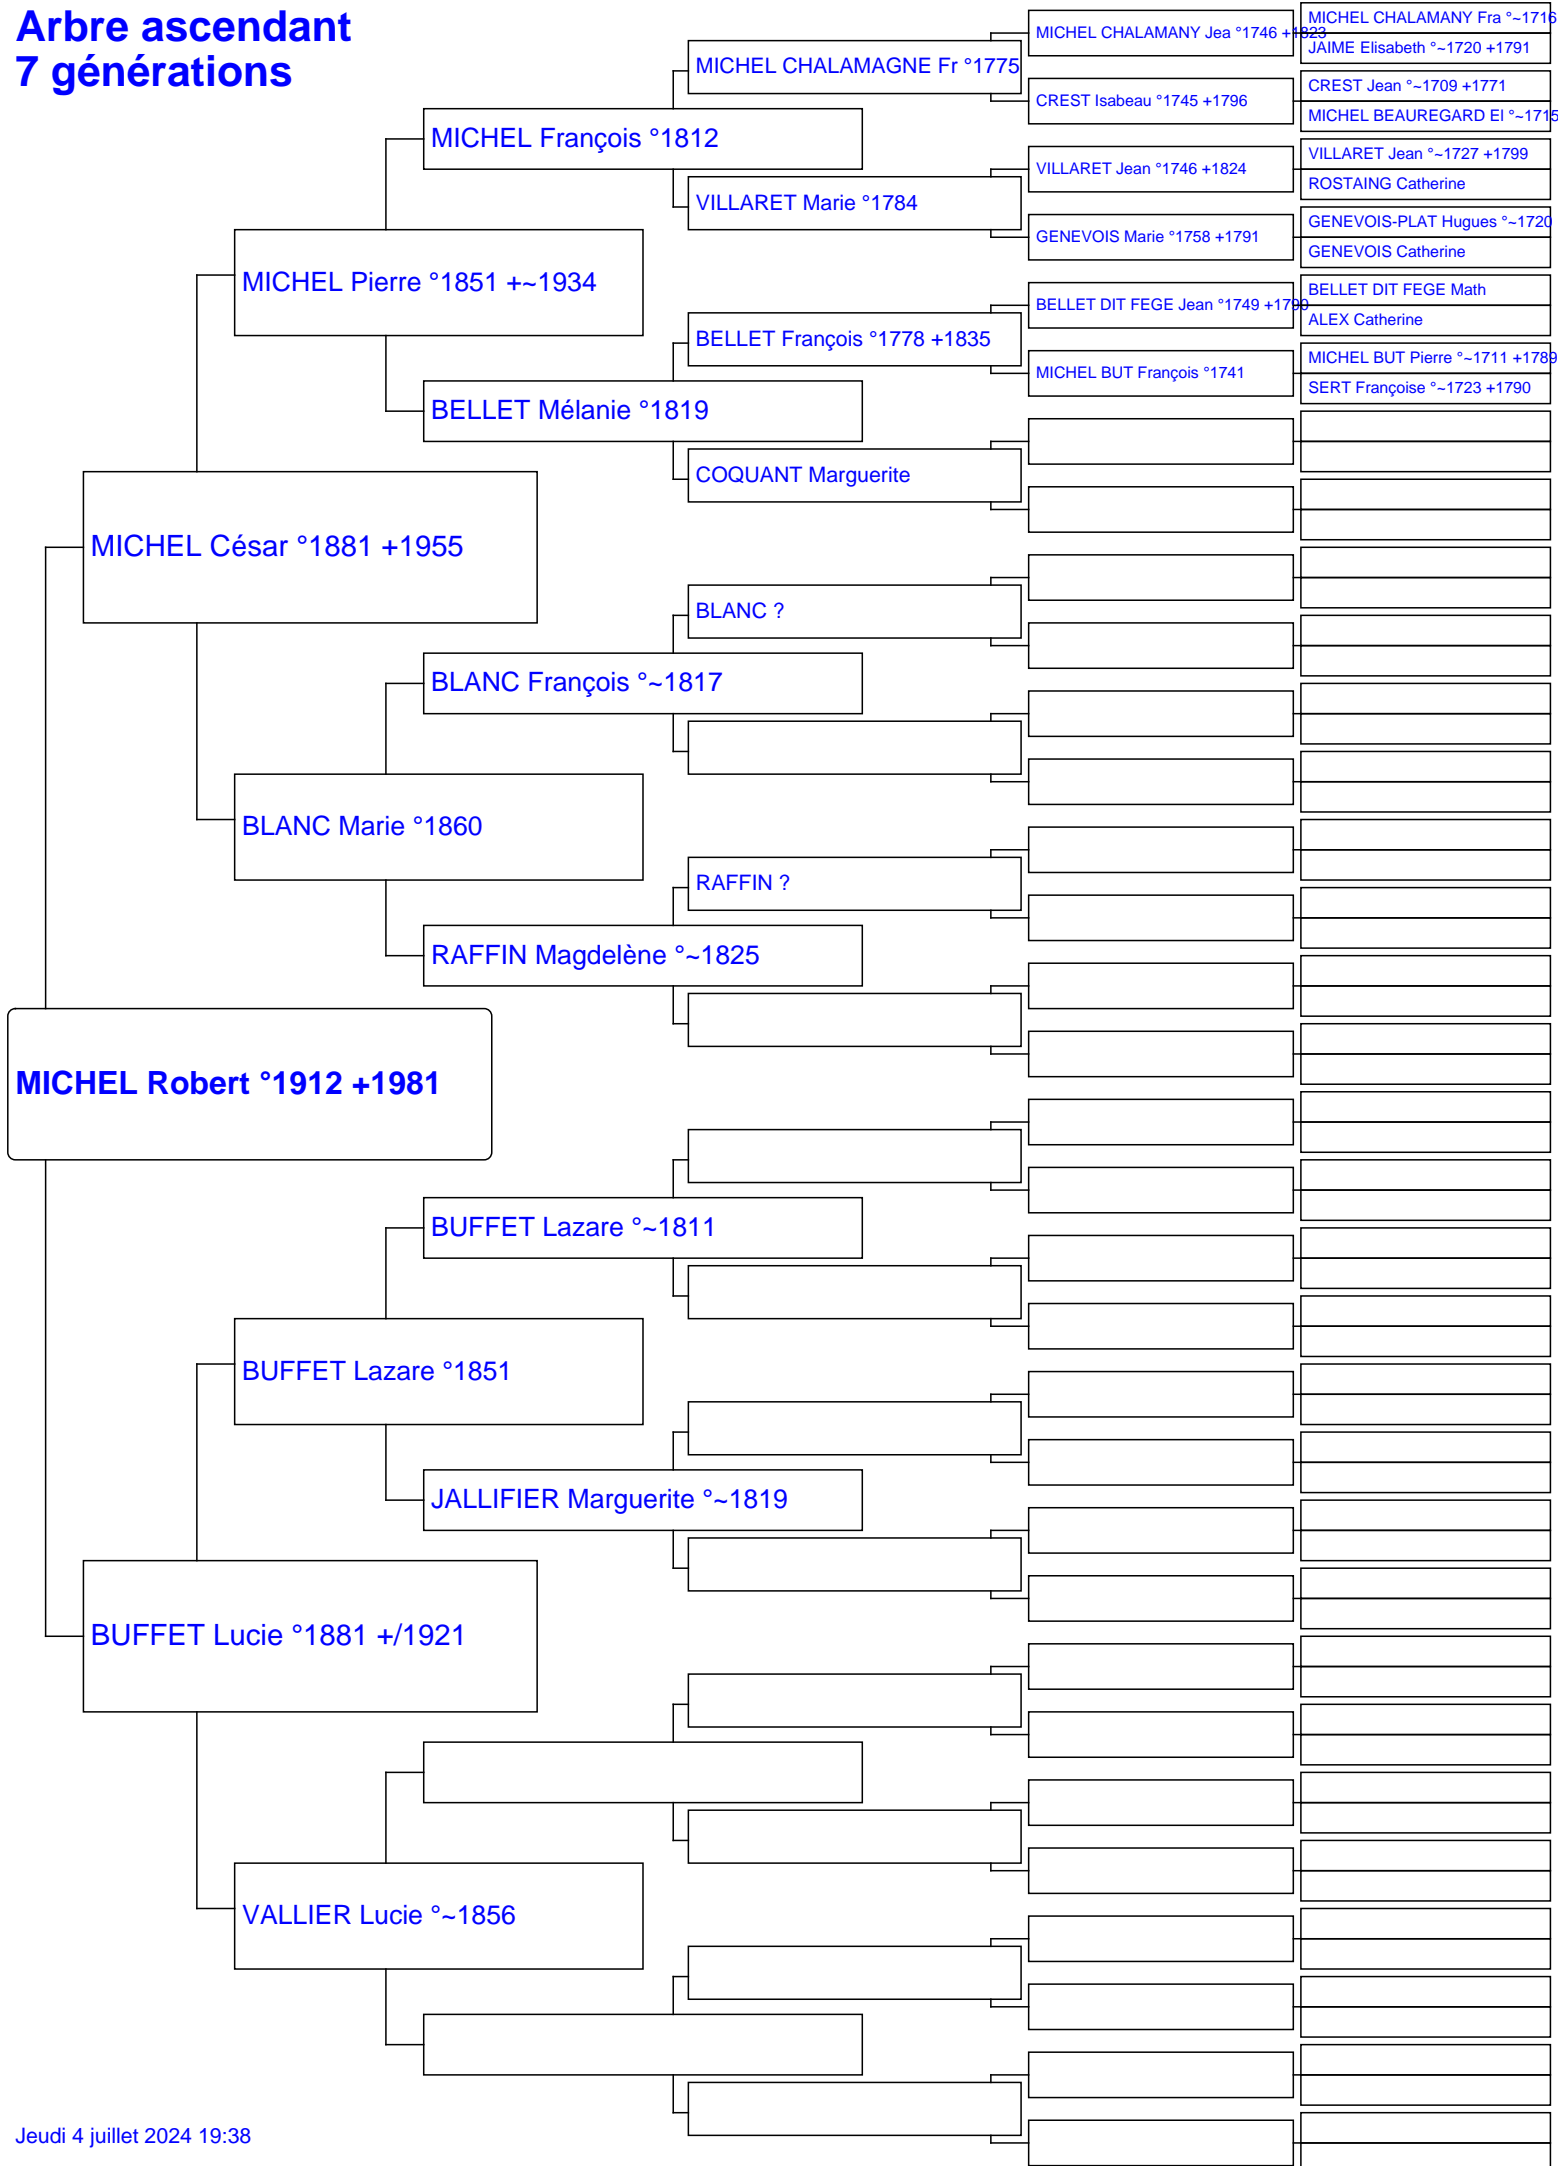 Arbre ascendant
7 générations
MICHEL CHALAMANY Fra °~1716
MICHEL CHALAMANY Jea °1746 +1823
JAIME Elisabeth °~1720 +1791
MICHEL CHALAMAGNE Fr °1775
CREST Jean °~1709 +1771
CREST Isabeau °1745 +1796
MICHEL BEAUREGARD El °~1715
MICHEL François °1812
VILLARET Jean °~1727 +1799
VILLARET Jean °1746 +1824
ROSTAING Catherine
VILLARET Marie °1784
GENEVOIS-PLAT Hugues °~1720
GENEVOIS Marie °1758 +1791
GENEVOIS Catherine
MICHEL Pierre °1851 +~1934
BELLET DIT FEGE Math
BELLET DIT FEGE Jean °1749 +1790
ALEX Catherine
BELLET François °1778 +1835
MICHEL BUT Pierre °~1711 +1789
MICHEL BUT François °1741
SERT Françoise °~1723 +1790
BELLET Mélanie °1819
COQUANT Marguerite
MICHEL César °1881 +1955
BLANC ?
BLANC François °~1817
BLANC Marie °1860
RAFFIN ?
RAFFIN Magdelène °~1825
MICHEL Robert °1912 +1981
BUFFET Lazare °~1811
BUFFET Lazare °1851
JALLIFIER Marguerite °~1819
BUFFET Lucie °1881 +/1921
VALLIER Lucie °~1856
Jeudi 4 juillet 2024 19:38